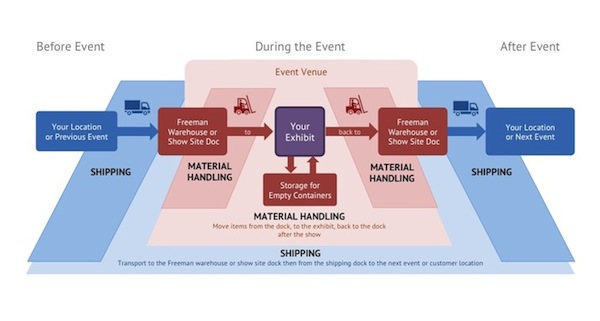 Before Event
During the Event
After Event
Event Venue
Your Location
or Previous Event
Freeman
Warehouse or
Show Site Doc
to
Your
Exhibit
back to
Freeman
Warehouse or
Show Site Doc
Your Location
or Next Event
SHIPPING
MATERIAL
HANDLING
Storage for
Empty Containers
MATERIAL
HANDLING
SHIPPING
MATERIAL HANDLING
Move items from the dock, to the exhibit, back to the dock
after the show
SHIPPING
Transport to the Freeman warehouse or show site dock then from the shipping dock to the next event or customer location